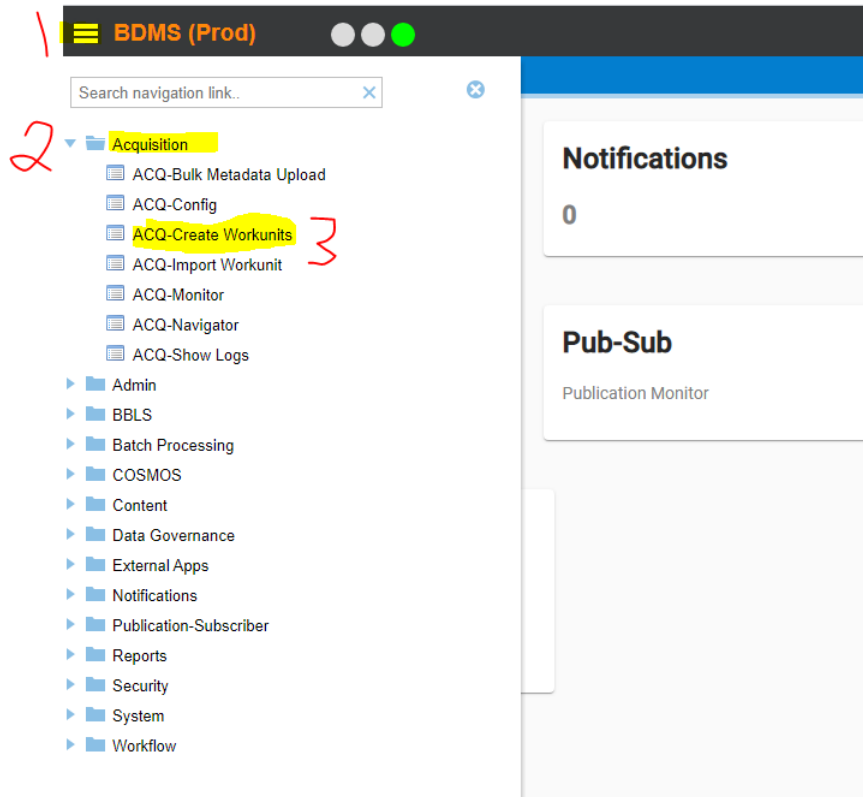 1
BDMS (Prod)
Search navigation link..
2
Acquisition
ACQ-Bulk Metadata Upload
ACQ-Config
ACQ-Create Workunits
3
ACQ-Import Workunit
ACQ-Monitor
ACQ-Navigator
ACQ-Show Logs
Admin
BBLS
Batch Processing
COSMOS
Content
Data Governance
External Apps
Notifications
Publication-Subscriber
Reports
Security
System
Workflow
Notifications
0
Pub-Sub
Publication Monitor